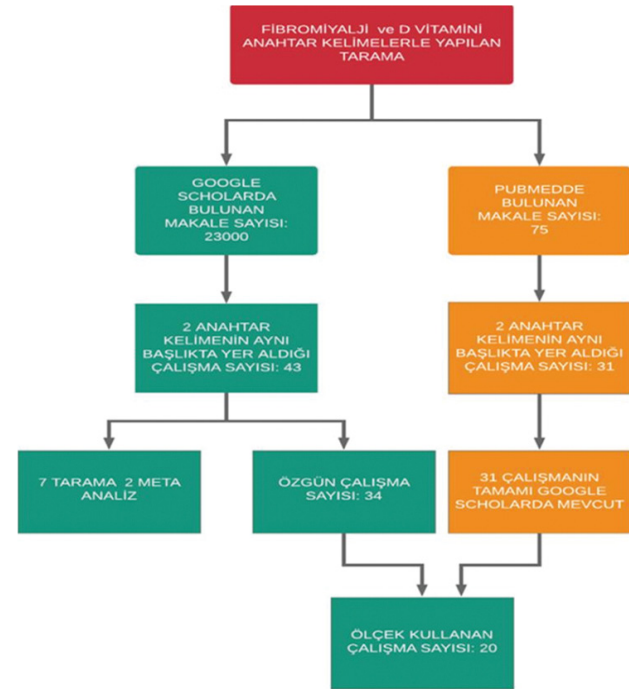 FİBROMİYALJİ ve D VİTAMİNİ
ANAHTAR KELİMELERLE YAPILAN
TARAMA
GOOGLE
SCHOLARDA
BULUNAN
MAKALE SAYISI:
23000
PUBMEDDE
BULUNAN
MAKALE SAYISI:
75
2 ANAHTAR
KELİMENİN AYNI
BAŞLIKTA YER ALDIĞI
ÇALIŞMA SAYISI: 43
2 ANAHTAR
KELİMENİN AYNI
BAŞLIKTA YER ALDIĞI
ÇALIŞMA SAYISI: 31
7 TARAMA 2 META
ANALİZ
ÖZGÜN ÇALIŞMA
SAYISI: 34
31 ÇALIŞMANIN
TAMAMI GOOGLE
SCHOLARDA MEVCUT
ÖLÇEK KULLANAN
ÇALIŞMA SAYISI: 20